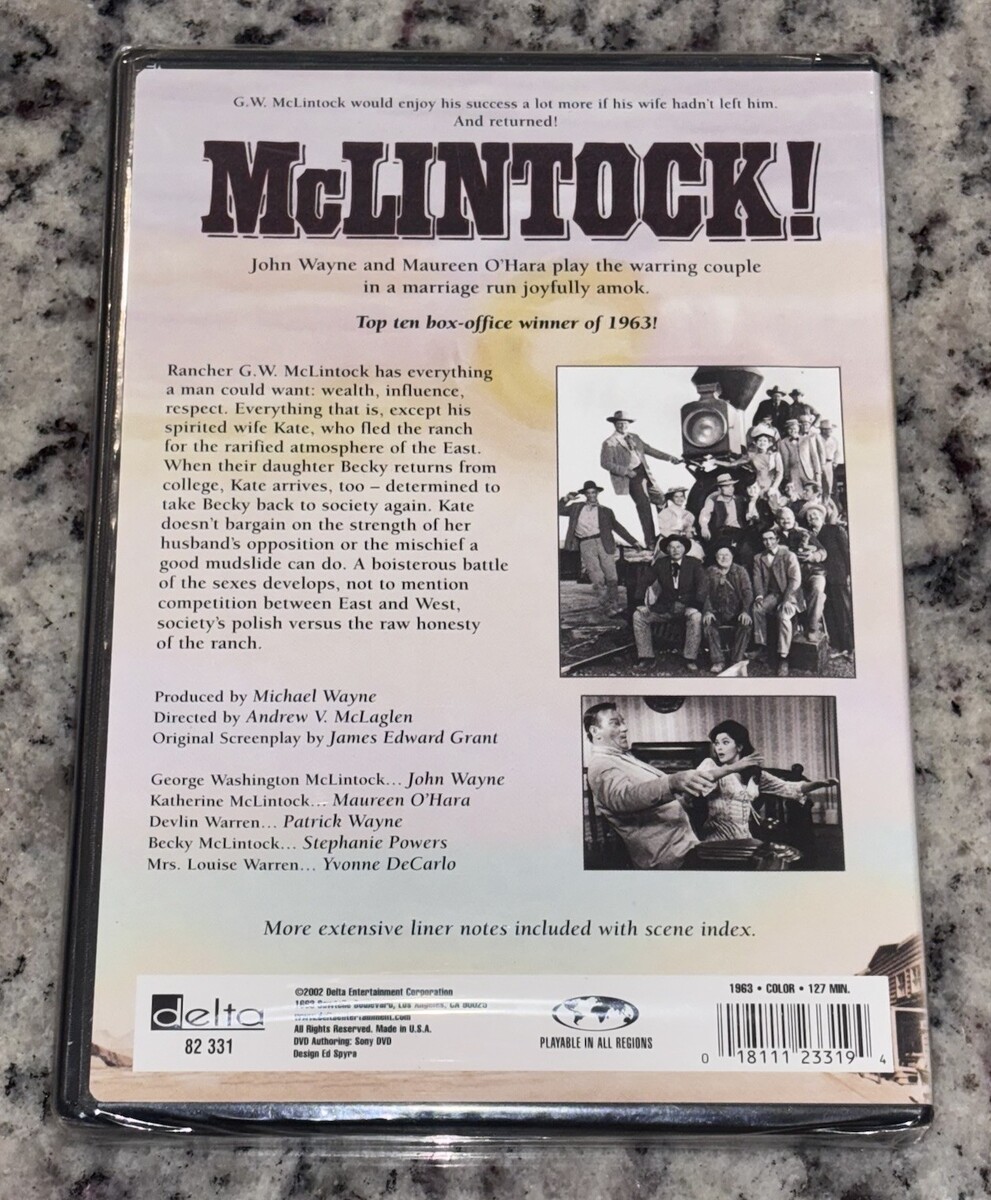 G.W. McLintock would enjoy his success a lot more if his wife hadn't left him.
And returned!
McLINTOCK!
John Wayne and Maureen O'Hara play the warring couple
in a marriage run joyfully amok.
Top ten box-office winner of 1963!
Rancher G.W. McLintock has everything
a man could want: wealth, influence,
respect. Everything that is, except his
spirited wife Kate, who fled the ranch
for the rarified atmosphere of the East.
When their daughter Becky returns from
college, Kate arrives, too – determined to
take Becky back to society again. Kate
doesn't bargain on the strength of her
husband's opposition or the mischief a
good mudslide can do. A boisterous battle
of the sexes develops, not to mention
competition between East and West,
society's polish versus the raw honesty
of the ranch.
Produced by Michael Wayne
Directed by Andrew V. McLaglen
Original Screenplay by James Edward Grant
George Washington McLintock... John Wayne
Katherine McLintock... Maureen O'Hara
Devlin Warren... Patrick Wayne
Becky McLintock... Stephanie Powers
Mrs. Louise Warren... Yvonne DeCarlo
More extensive liner notes included with scene index.
delta
82 331
©2002 Delta Entertainment Corporation
Boulevard, Los Angeles, CA 90025
www.deltaentertainment.com
All Rights Reserved. Made in U.S.A.
DVD Authoring: Sony DVD
Design Ed Spyra
PLAYABLE IN ALL REGIONS
1963 • COLOR • 127 MIN.
0 18111 23319 4